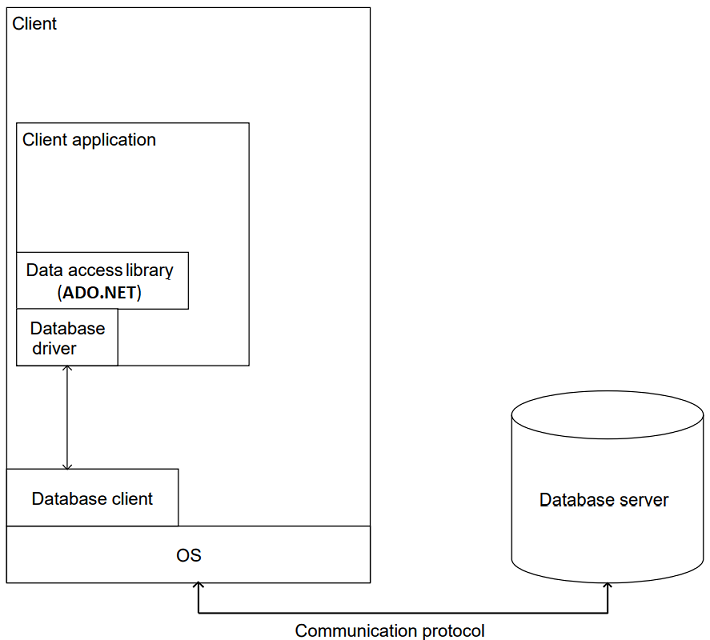 Client
Client application
Data access library
(ADO.NET)
Database
driver
Database client
OS
Database server
Communication protocol